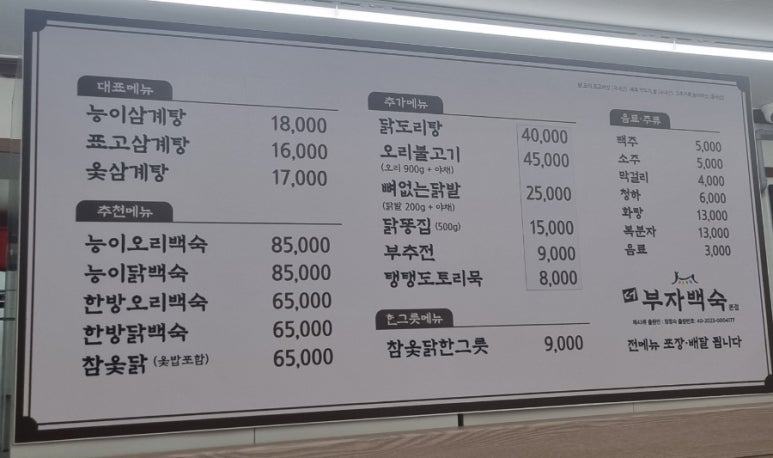 대표메뉴
능이삼계탕 18,000
표고삼계탕 16,000
옻삼계탕 17,000
추천메뉴
능이오리백숙 85,000
능이닭백숙 85,000
한방오리백숙 65,000
한방닭백숙 65,000
참옻닭 (옻밥포함) 65,000
추가메뉴
닭도리탕 40,000
오리불고기 45,000
(오리 900g + 야채)
뼈없는닭발 25,000
(닭발 200g + 야채)
닭똥집 (500g) 15,000
부추전 9,000
탱탱도토리묵 8,000
한그릇메뉴
참옻닭한그릇 9,000
음료·주류
맥주 5,000
소주 5,000
막걸리 4,000
청하 6,000
화랑 13,000
복분자 13,000
음료 3,000
부자백숙 본점
전메뉴 포장·배달 됩니다